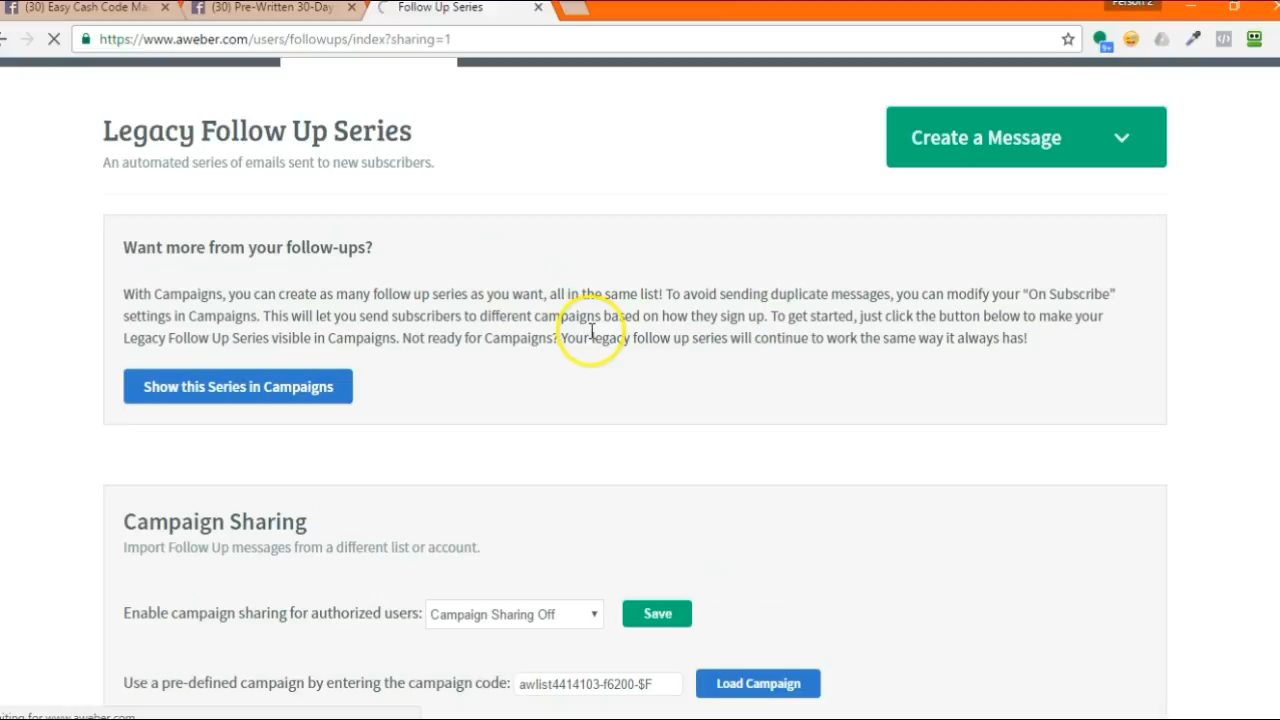 (30) Easy Cash Code Ma
(30) Pre-Written 30-Day
Follow Up Series
Person 2
https://www.aweber.com/users/followups/index?sharing=1
9+
Legacy Follow Up Series
An automated series of emails sent to new subscribers.
Create a Message
Want more from your follow-ups?
With Campaigns, you can create as many follow up series as you want, all in the same list! To avoid sending duplicate messages, you can modify your "On Subscribe"
settings in Campaigns. This will let you send subscribers to different campaigns based on how they sign up. To get started, just click the button below to make your
Legacy Follow Up Series visible in Campaigns. Not ready for Campaigns? Your legacy follow up series will continue to work the same way it always has!
Show this Series in Campaigns
Campaign Sharing
Import Follow Up messages from a different list or account.
Enable campaign sharing for authorized users: Campaign Sharing Off Save
Use a pre-defined campaign by entering the campaign code: awlist4414103-f6200-$F Load Campaign
iting for www.aweber.com